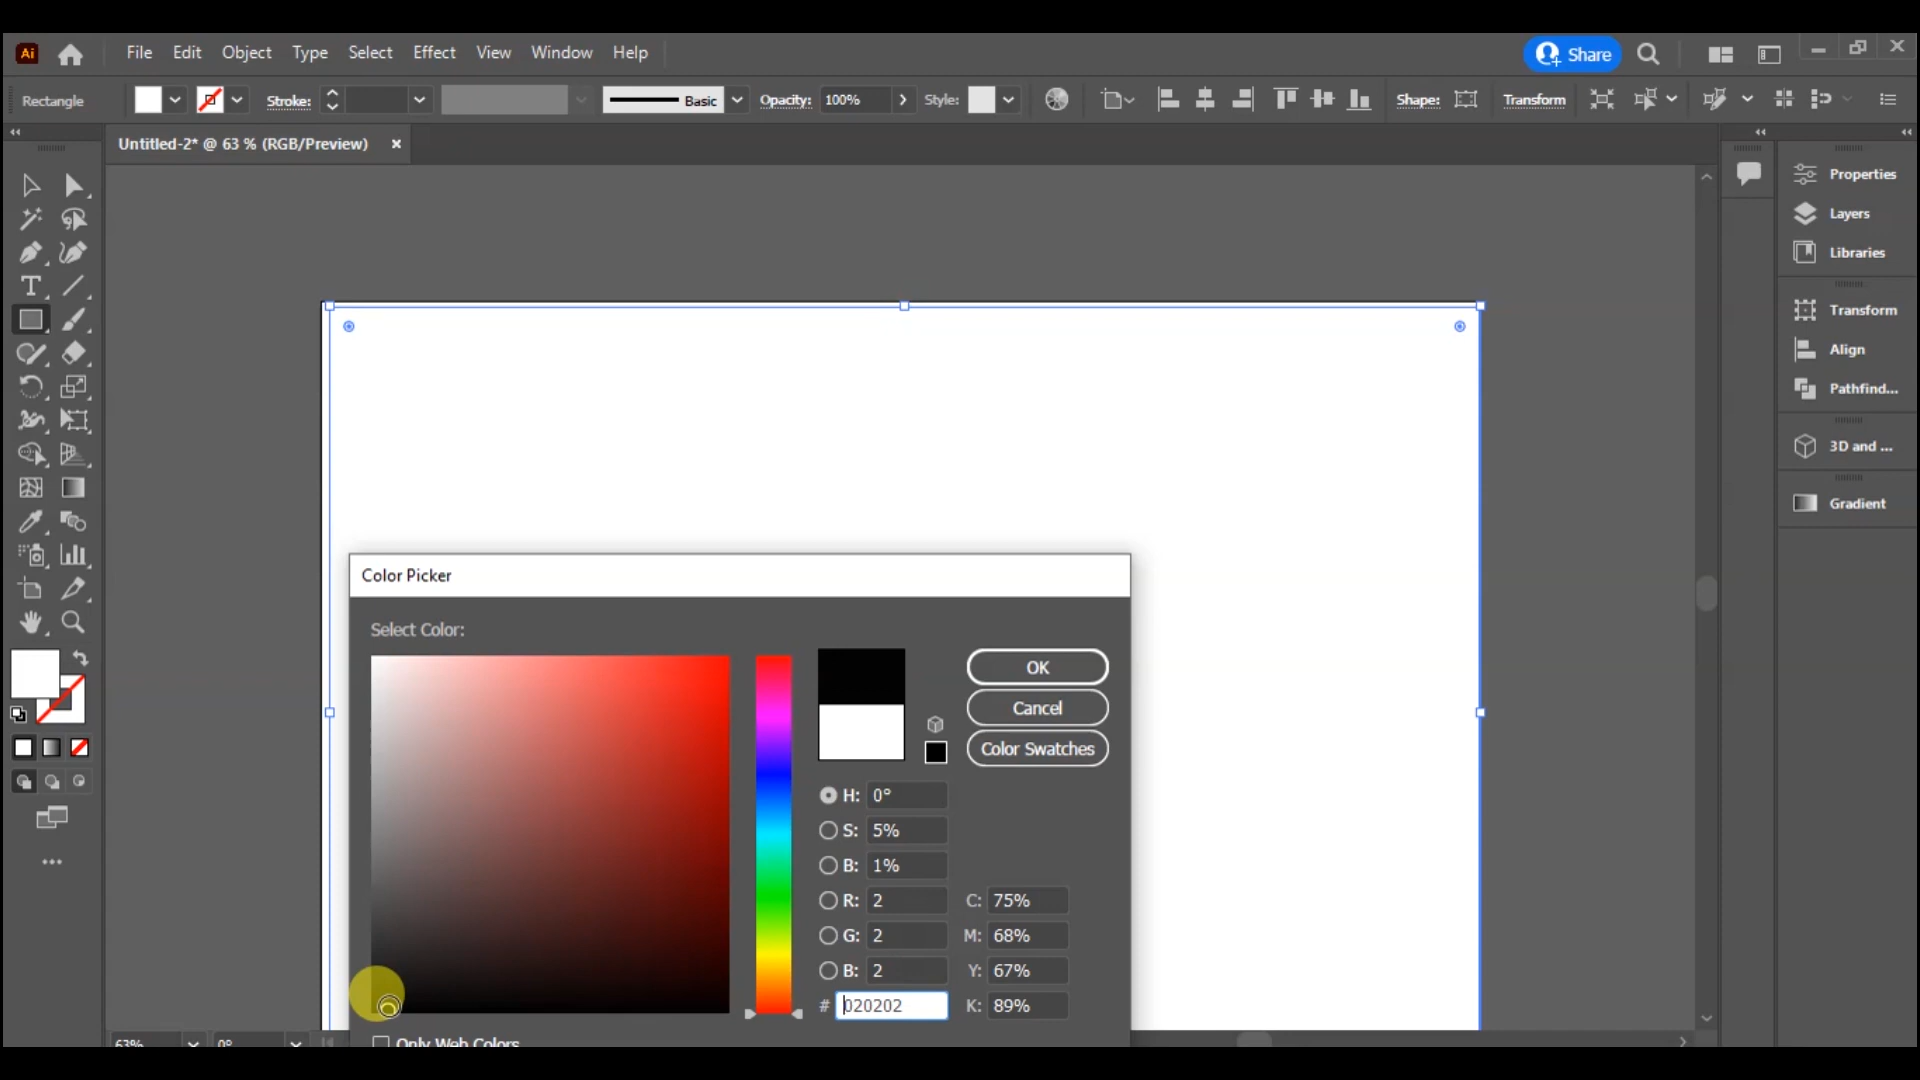 Ai File Edit Object Type Select Effect View Window Help Share
Rectangle Stroke: Basic Opacity: 100% Style: Shape: Transform
Untitled-2* @ 63 % (RGB/Preview) ×
Properties
Layers
Libraries
Transform
Align
Pathfind...
3D and ...
Gradient
Color Picker
Select Color:
OK
Cancel
Color Swatches
H: 0°
S: 5%
B: 1%
R: 2 C: 75%
G: 2 M: 68%
B: 2 Y: 67%
# 020202 K: 89%
Only Web Colors
63% 0°